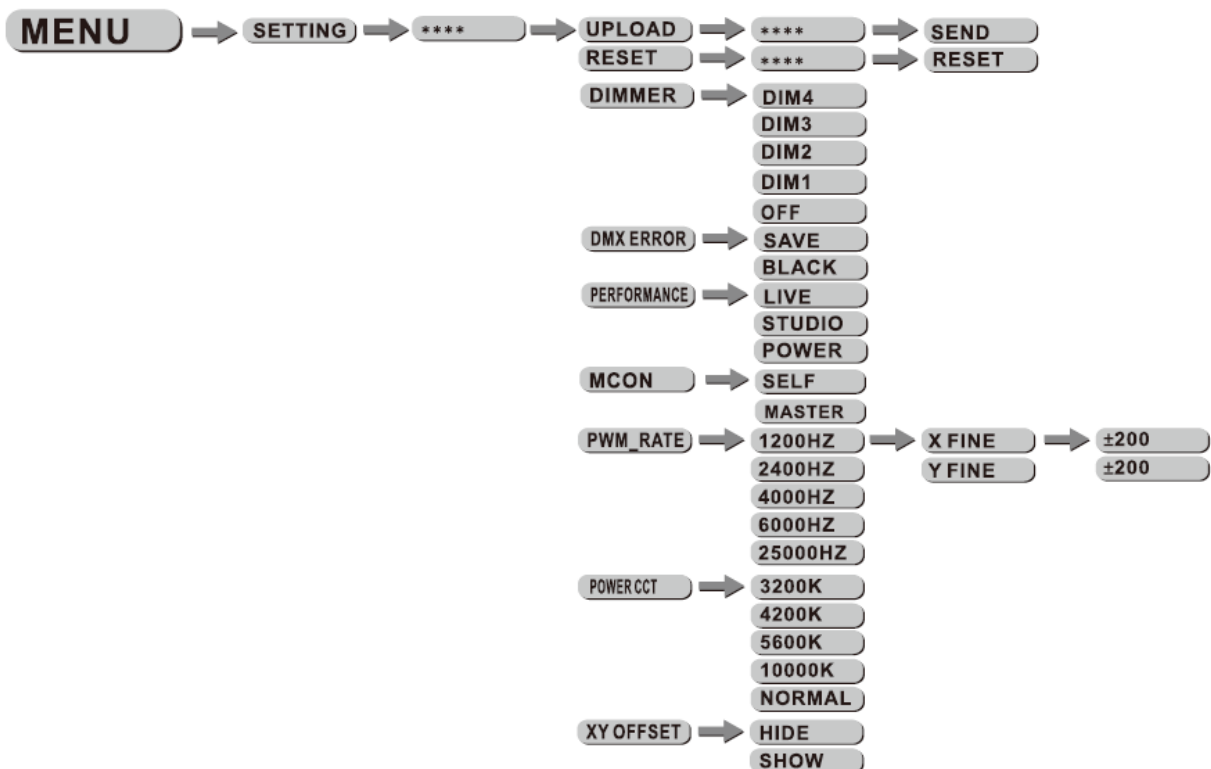 MENU SETTING **** UPLOAD **** SEND
RESET **** RESET
DIMMER DIM4
DIM3
DIM2
DIM1
OFF
DMX ERROR SAVE
BLACK
PERFORMANCE LIVE
STUDIO
POWER
MCON SELF
MASTER
PWM_RATE 1200HZ X FINE ±200
2400HZ Y FINE ±200
4000HZ
6000HZ
25000HZ
POWER CCT 3200K
4200K
5600K
10000K
NORMAL
XY OFFSET HIDE
SHOW